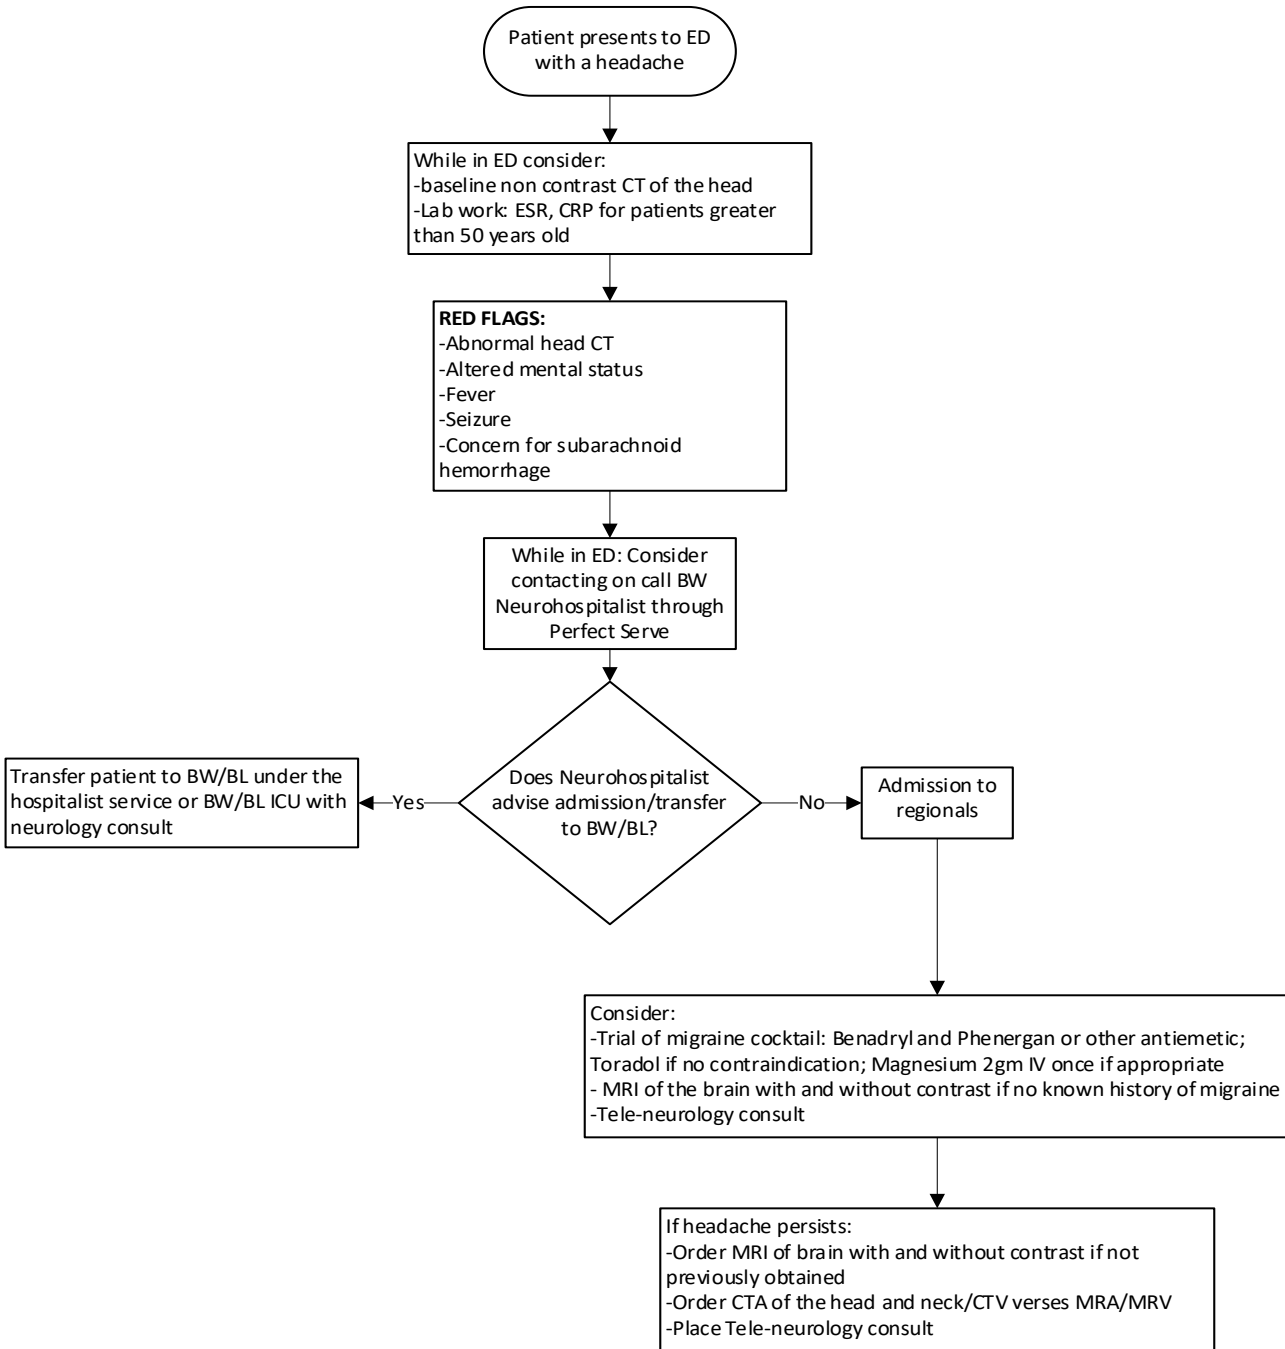 Patient presents to ED
with a headache
While in ED consider:
-baseline non contrast CT of the head
-Lab work: ESR, CRP for patients greater
than 50 years old
RED FLAGS:
-Abnormal head CT
-Altered mental status
-Fever
-Seizure
-Concern for subarachnoid
hemorrhage
While in ED: Consider
contacting on call BW
Neurohospitalist through
Perfect Serve
Does Neurohospitalist
advise admission/transfer
to BW/BL?
Yes
Transfer patient to BW/BL under the
hospitalist service or BW/BL ICU with
neurology consult
No
Admission to
regionals
Consider:
-Trial of migraine cocktail: Benadryl and Phenergan or other antiemetic;
Toradol if no contraindication; Magnesium 2gm IV once if appropriate
- MRI of the brain with and without contrast if no known history of migraine
-Tele-neurology consult
If headache persists:
-Order MRI of brain with and without contrast if not
previously obtained
-Order CTA of the head and neck/CTV verses MRA/MRV
-Place Tele-neurology consult